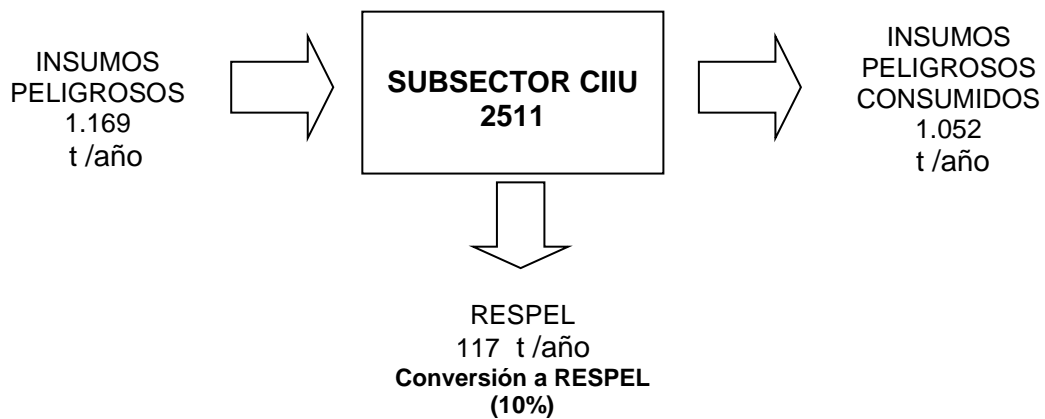 INSUMOS
PELIGROSOS
1.169
t /año
SUBSECTOR CIIU
2511
INSUMOS
PELIGROSOS
CONSUMIDOS
1.052
t /año
RESPEL
117 t /año
Conversión a RESPEL
(10%)